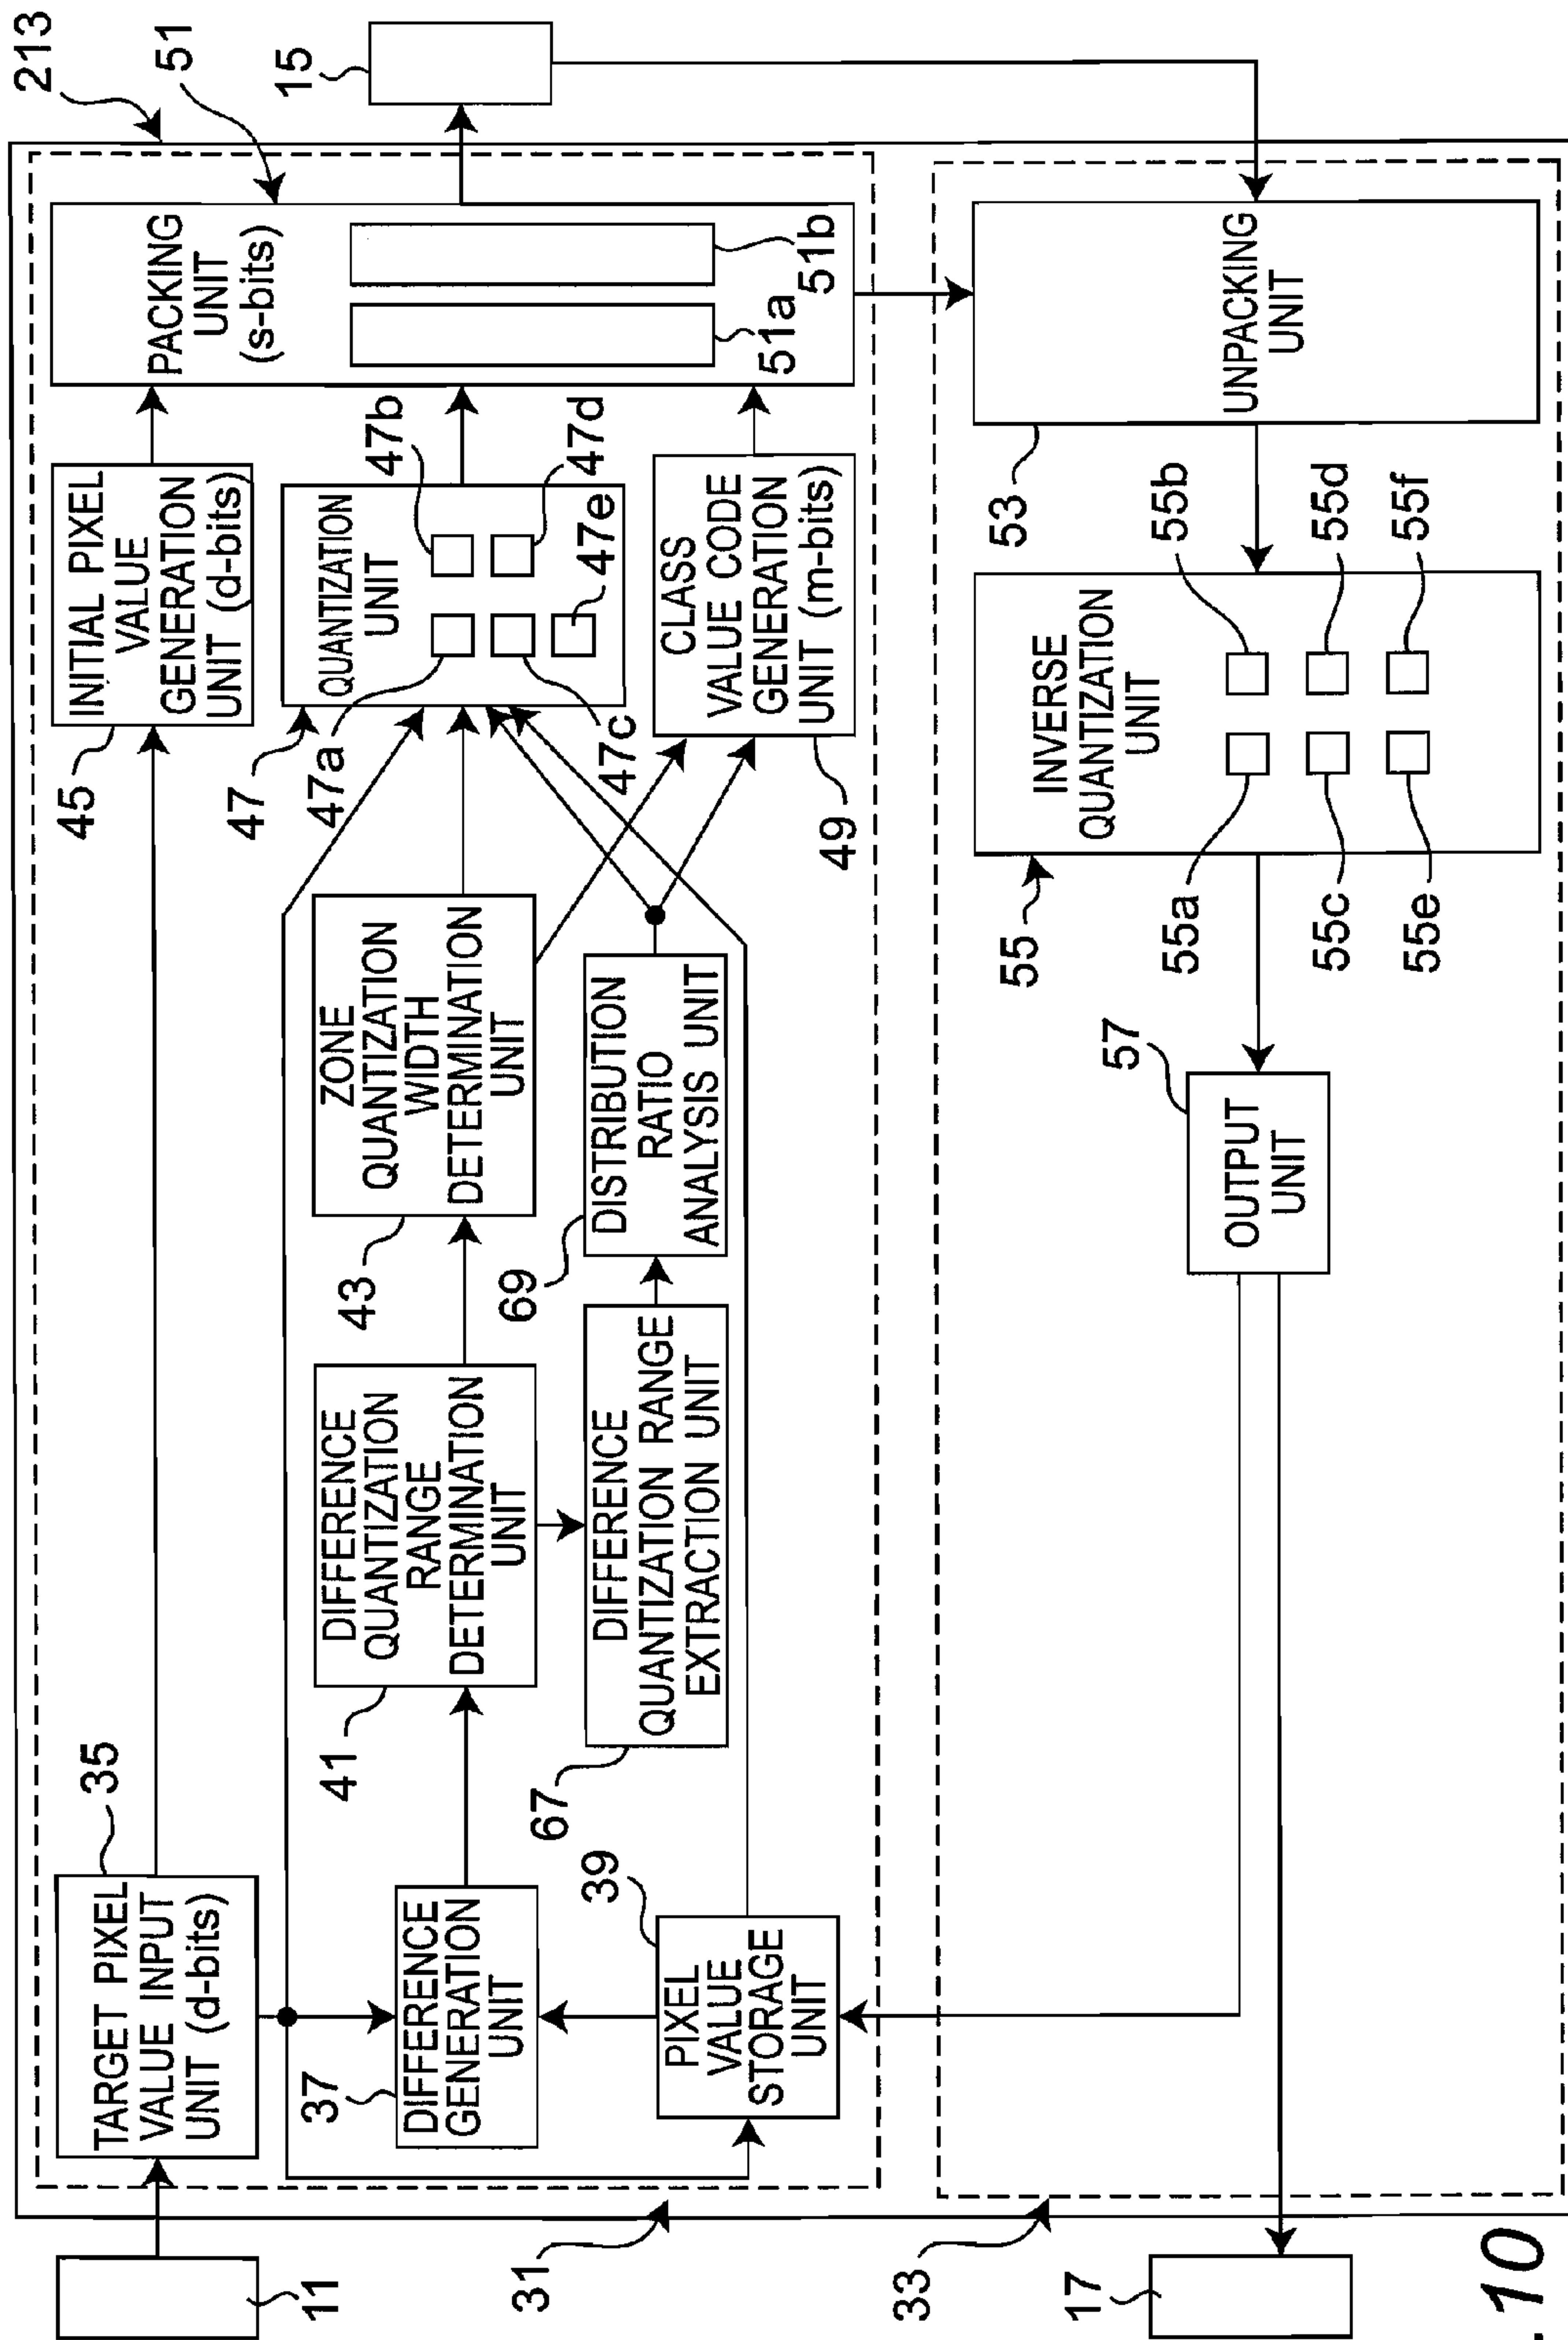 213
51
15
PACKING
UNIT
(s-bits)
51a
51b
INITIAL PIXEL
VALUE
GENERATION
UNIT (d-bits)
45
QUANTIZATION
UNIT
47
47a
47b
47c
47d
47e
CLASS
VALUE CODE
GENERATION
UNIT (m-bits)
49
ZONE
QUANTIZATION
WIDTH
DETERMINATION
UNIT
43
DISTRIBUTION
RATIO
ANALYSIS UNIT
69
DIFFERENCE
QUANTIZATION
RANGE
DETERMINATION
UNIT
41
DIFFERENCE
QUANTIZATION RANGE
EXTRACTION UNIT
67
TARGET PIXEL
VALUE INPUT
UNIT (d-bits)
35
DIFFERENCE
GENERATION
UNIT
37
PIXEL
VALUE
STORAGE
UNIT
39
11
31
UNPACKING
UNIT
53
INVERSE
QUANTIZATION
UNIT
55
55a
55b
55c
55d
55e
55f
OUTPUT
UNIT
57
33
17
. 10